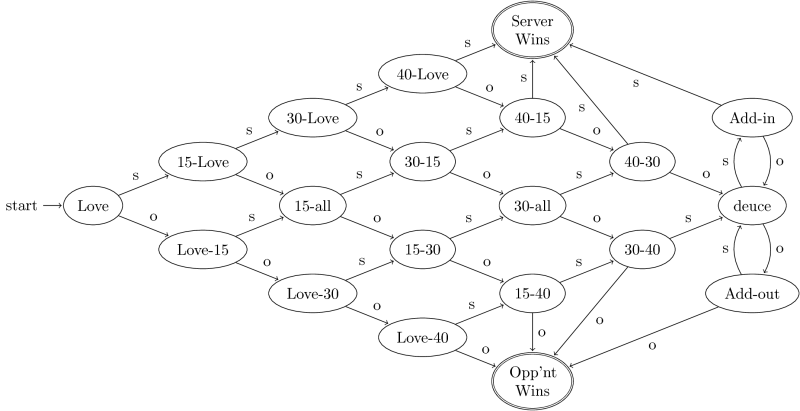 Server
Wins
s
40-Love
s
o
s
s
30-Love
s
40-15
Add-in
s
o
s
o
s
o
15-Love
30-15
40-30
s
o
s
o
s
o
start
Love
15-all
30-all
deuce
o
s
o
s
o
s
s
o
Love-15
15-30
30-40
o
s
o
s
Love-30
15-40
Add-out
o
s
o
o
Love-40
o
o
Opp'nt
Wins